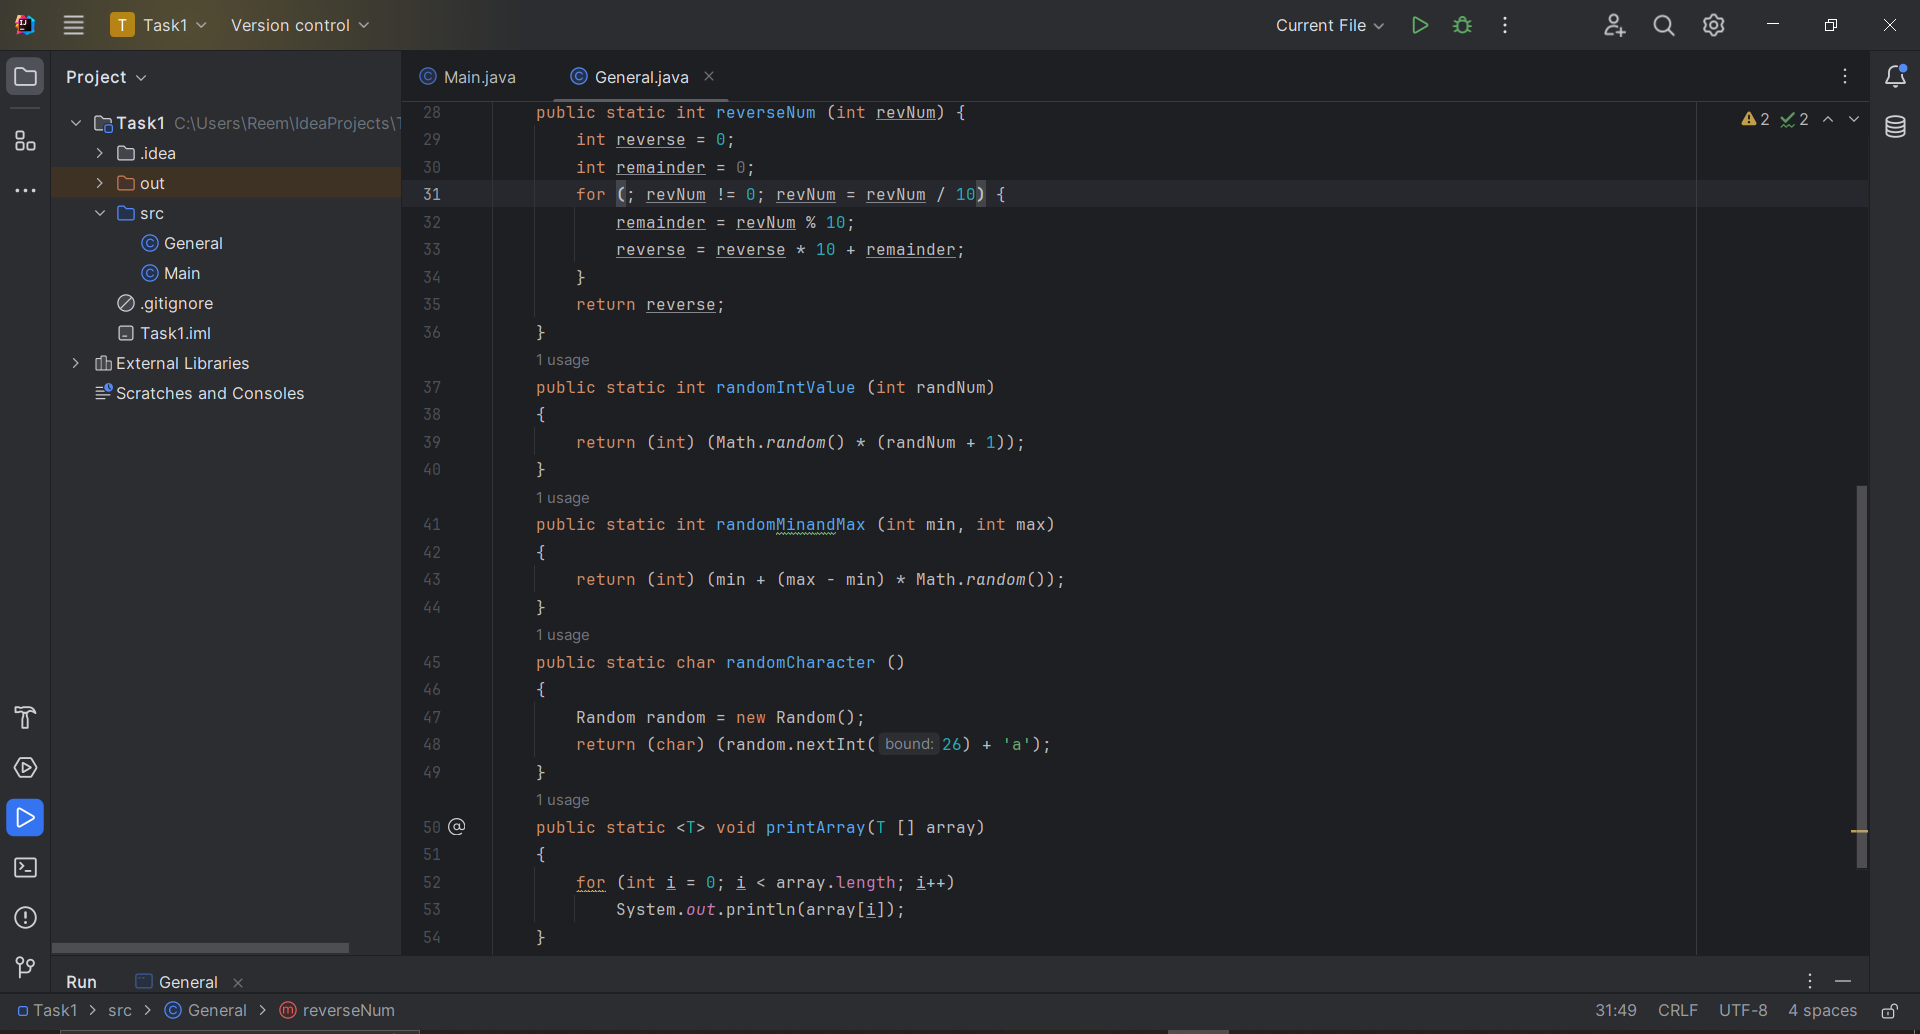 T Task1 Version control Current File
Project
Task1 C:\Users\Reem\IdeaProjects\T
.idea
out
src
General
Main
.gitignore
Task1.iml
External Libraries
Scratches and Consoles
Main.java General.java
2 2
28 public static int reverseNum (int revNum) {
29 int reverse = 0;
30 int remainder = 0;
31 for (; revNum != 0; revNum = revNum / 10) {
32 remainder = revNum % 10;
33 reverse = reverse * 10 + remainder;
34 }
35 return reverse;
36 }
1 usage
37 public static int randomIntValue (int randNum)
38 {
39 return (int) (Math.random() * (randNum + 1));
40 }
1 usage
41 public static int randomMinandMax (int min, int max)
42 {
43 return (int) (min + (max - min) * Math.random());
44 }
1 usage
45 public static char randomCharacter ()
46 {
47 Random random = new Random();
48 return (char) (random.nextInt( bound: 26) + 'a');
49 }
1 usage
50 @ public static <T> void printArray(T [] array)
51 {
52 for (int i = 0; i < array.length; i++)
53 System.out.println(array[i]);
54 }
Run General
Task1 > src > General > reverseNum 31:49 CRLF UTF-8 4 spaces